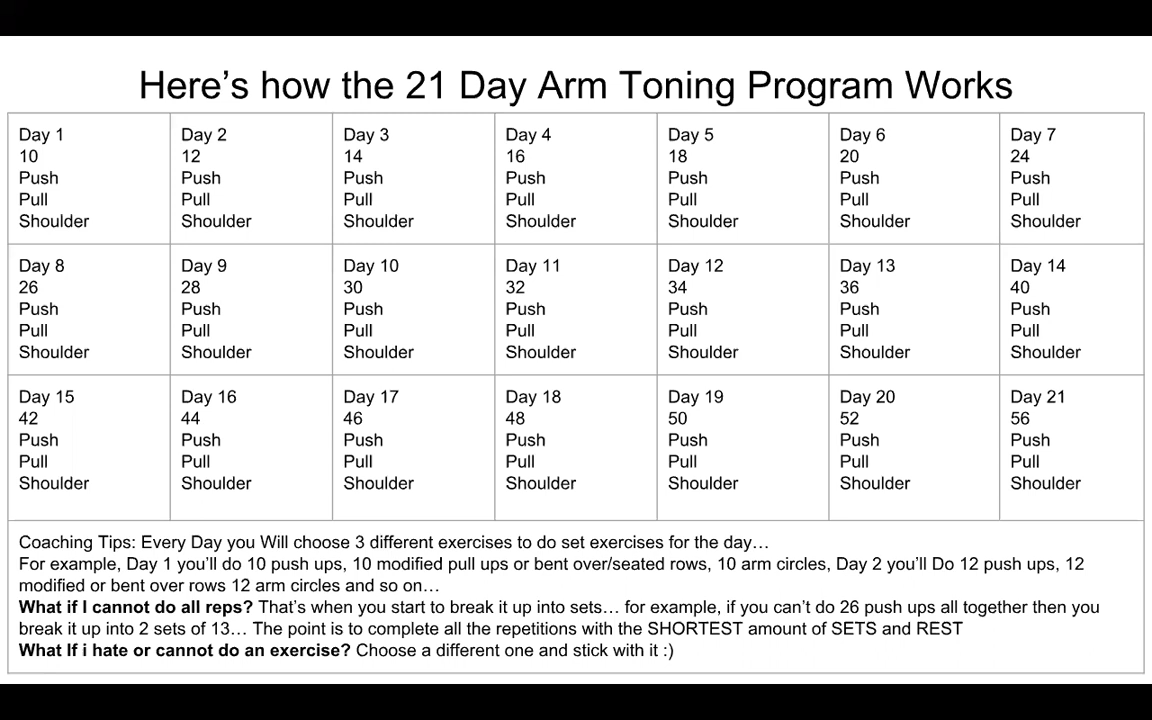 Here’s how the 21 Day Arm Toning Program Works
Day 1
10
Push
Pull
Shoulder
Day 2
12
Push
Pull
Shoulder
Day 3
14
Push
Pull
Shoulder
Day 4
16
Push
Pull
Shoulder
Day 5
18
Push
Pull
Shoulder
Day 6
20
Push
Pull
Shoulder
Day 7
24
Push
Pull
Shoulder
Day 8
26
Push
Pull
Shoulder
Day 9
28
Push
Pull
Shoulder
Day 10
30
Push
Pull
Shoulder
Day 11
32
Push
Pull
Shoulder
Day 12
34
Push
Pull
Shoulder
Day 13
36
Push
Pull
Shoulder
Day 14
40
Push
Pull
Shoulder
Day 15
42
Push
Pull
Shoulder
Day 16
44
Push
Pull
Shoulder
Day 17
46
Push
Pull
Shoulder
Day 18
48
Push
Pull
Shoulder
Day 19
50
Push
Pull
Shoulder
Day 20
52
Push
Pull
Shoulder
Day 21
56
Push
Pull
Shoulder
Coaching Tips: Every Day you Will choose 3 different exercises to do set exercises for the day…
For example, Day 1 you’ll do 10 push ups, 10 modified pull ups or bent over/seated rows, 10 arm circles, Day 2 you’ll Do 12 push ups, 12
modified or bent over rows 12 arm circles and so on…
What if I cannot do all reps? That’s when you start to break it up into sets… for example, if you can’t do 26 push ups all together then you
break it up into 2 sets of 13… The point is to complete all the repetitions with the SHORTEST amount of SETS and REST
What If i hate or cannot do an exercise? Choose a different one and stick with it :)